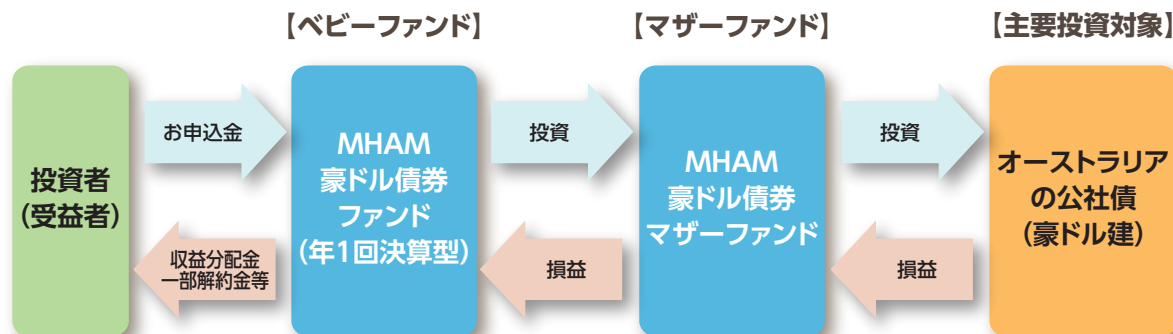 【ベビーファンド】
【マザーファンド】
【主要投資対象】
投資者
(受益者)
お申込金
収益分配金
一部解約金等
MHAM
豪ドル債券
ファンド
(年1回決算型)
投資
損益
MHAM
豪ドル債券
マザーファンド
投資
損益
オーストラリア
の公社債
(豪ドル建)